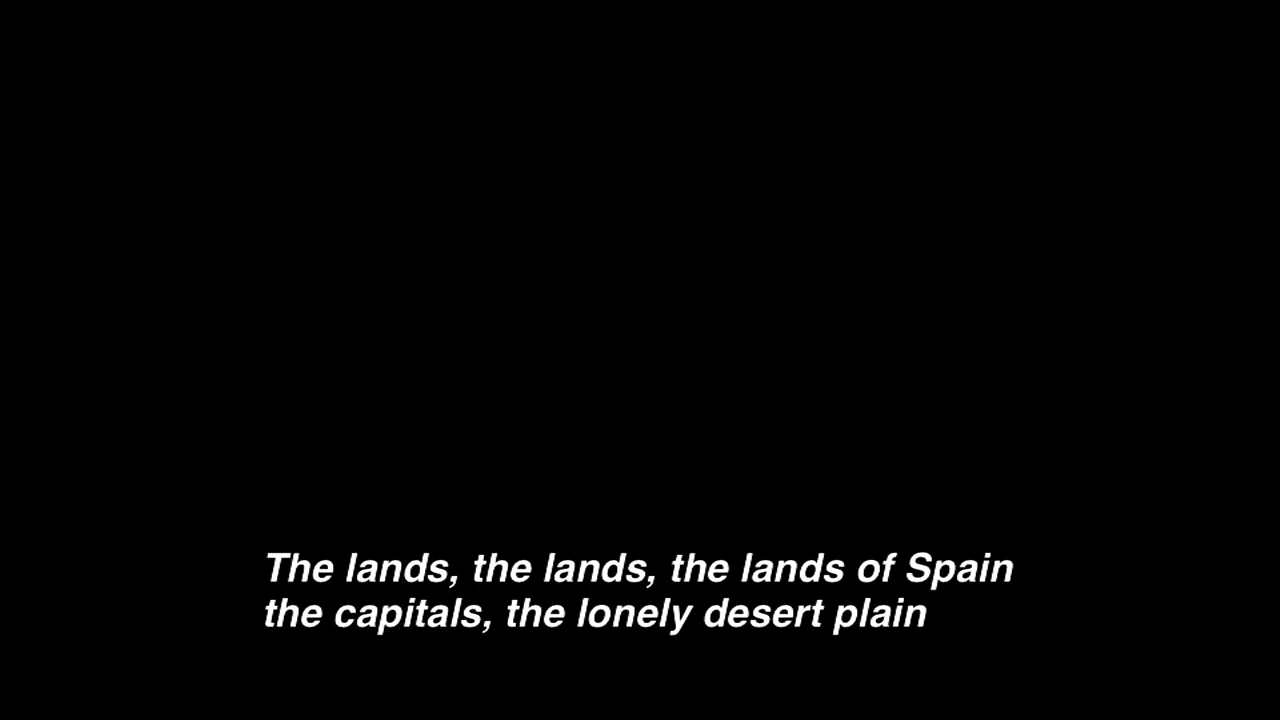 The lands, the lands, the lands of Spain
the capitals, the lonely desert plain